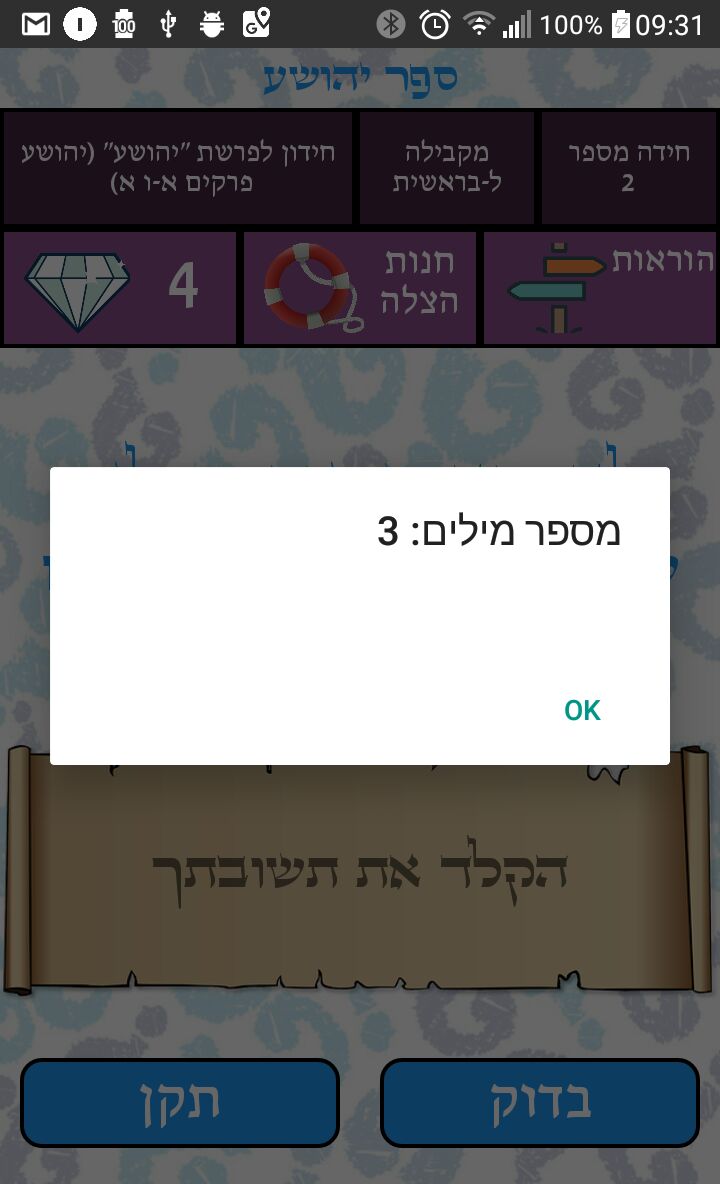 100% 09:31
ספר יהושע
חידה מספר
2
מקבילה
ל-בראשית
חידון לפרשת "יהושע" (יהושע
פרקים א-ו א)
הוראות
חנות
הצלה
4
מספר מילים: 3
OK
הקלד את תשובתך
בדוק
תקן